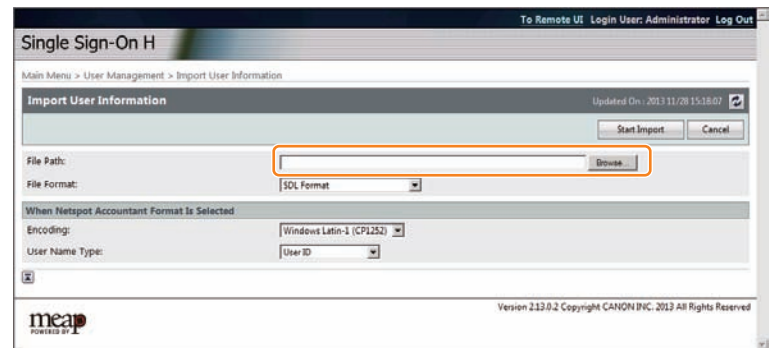 To Remote UI Login User: Administrator Log Out
Single Sign-On H
Main Menu > User Management > Import User Information
Import User Information
Updated On : 2013 11/28 15:18:07
Start Import Cancel
File Path: Browse...
File Format: SDL Format
When Netspot Accountant Format Is Selected
Encoding: Windows Latin-1 (CP1252)
User Name Type: User ID
Version 2.13.0.2 Copyright CANON INC. 2013 All Rights Reserved
meap
POWERED BY